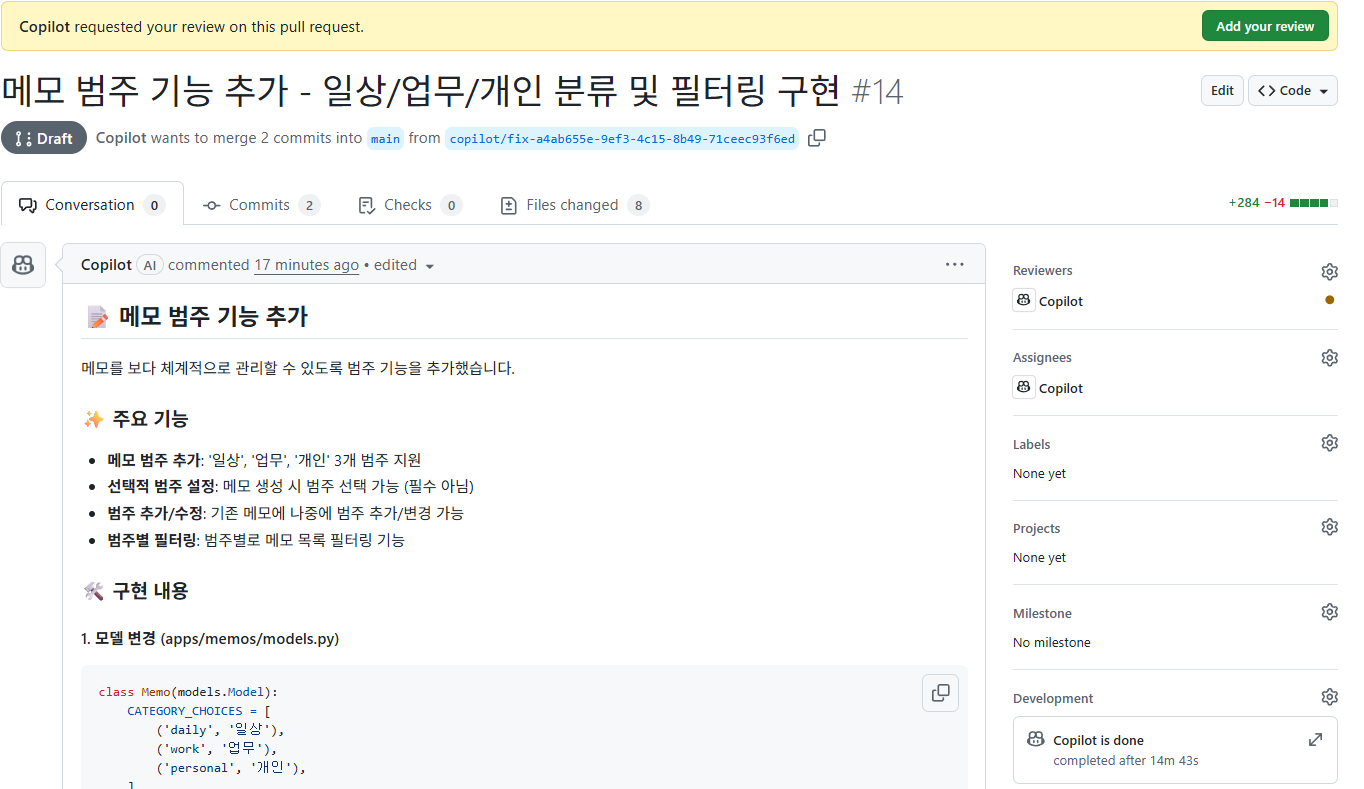 Copilot requested your review on this pull request.
Add your review
메모 범주 기능 추가 - 일상/업무/개인 분류 및 필터링 구현 #14
Edit
Code
Draft
Copilot wants to merge 2 commits into main from copilot/fix-a4ab655e-9ef3-4c15-8b49-71ceec93f6ed
Conversation 0
Commits 2
Checks 0
Files changed 8
+284 −14
Copilot AI commented 17 minutes ago • edited
📝 메모 범주 기능 추가
메모를 보다 체계적으로 관리할 수 있도록 범주 기능을 추가했습니다.
✨ 주요 기능
• 메모 범주 추가: '일상', '업무', '개인' 3개 범주 지원
• 선택적 범주 설정: 메모 생성 시 범주 선택 가능 (필수 아님)
• 범주 추가/수정: 기존 메모에 나중에 범주 추가/변경 가능
• 범주별 필터링: 범주별로 메모 목록 필터링 기능
🛠️ 구현 내용
1. 모델 변경 (apps/memos/models.py)
class Memo(models.Model):
    CATEGORY_CHOICES = [
        ('daily', '일상'),
        ('work', '업무'),
        ('personal', '개인'),
    ]
Reviewers
Copilot
Assignees
Copilot
Labels
None yet
Projects
None yet
Milestone
No milestone
Development
Copilot is done
completed after 14m 43s